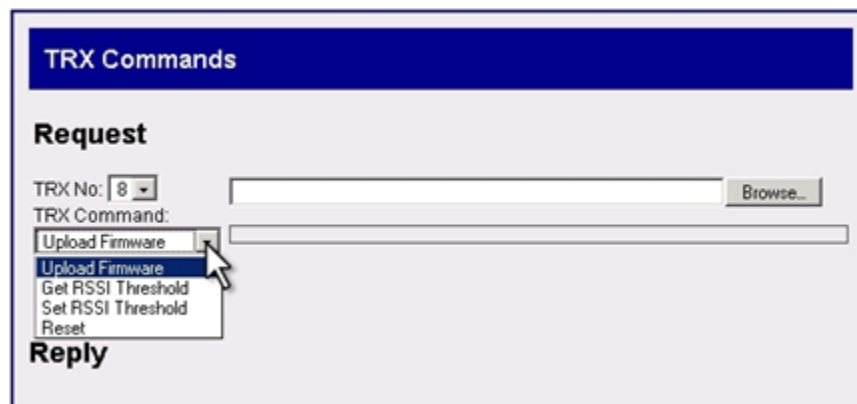 TRX Commands
Request
TRX No: 8
Browse...
TRX Command:
Upload Firmware
Upload Firmware
Get RSSI Threshold
Set RSSI Threshold
Reset
Reply